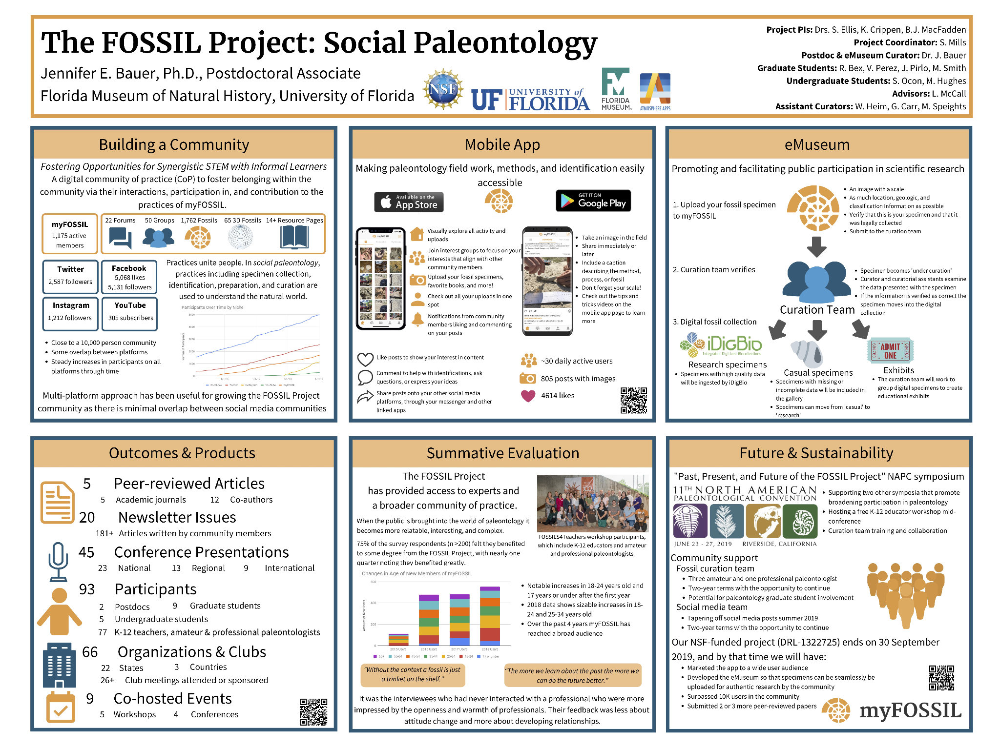 The FOSSIL Project: Social Paleontology
Jennifer E. Bauer, Ph.D., Postdoctoral Associate
Florida Museum of Natural History, University of Florida
NSF
UF UNIVERSITY of
FLORIDA
FM
FLORIDA
MUSEUM.
ATMOSPHERE APPS
Project PIs: Drs. S. Ellis, K. Crippen, B.J. MacFadden
Project Coordinator: S. Mills
Postdoc & eMuseum Curator: Dr. J. Bauer
Graduate Students: R. Bex, V. Perez, J. Pirlo, M. Smith
Undergraduate Students: S. Ocon, M. Hughes
Advisors: L. McCall
Assistant Curators: W. Heim, G. Carr, M. Speights
Building a Community
Fostering Opportunities for Synergistic STEM with Informal Learners
A digital community of practice (CoP) to foster belonging within the
community via their interactions, participation in, and contribution to the
practices of myFOSSIL.
myFOSSIL
1,175 active
members
22 Forums 50 Groups 1,762 Fossils 65 3D Fossils 14+ Resource Pages
Twitter
2,587 followers
Facebook
5,068 likes
5,131 followers
Instagram
1,212 followers
YouTube
305 subscribers
Practices unite people. In social paleontology,
practices including specimen collection,
identification, preparation, and curation are
used to understand the natural world.
• Close to a 10,000 person community
• Some overlap between platforms
• Steady increases in participants on all
platforms through time
Participants Over Time by Niche
Number of Participants
5000
4000
3000
2000
1000
0
1/1/16 1/1/17 1/1/18 1/1/19
Facebook Twitter Instagram YouTube myFOSSIL
Multi-platform approach has been useful for growing the FOSSIL Project
community as there is minimal overlap between social media communities
Mobile App
Making paleontology field work, methods, and identification easily
accessible
Available on the
App Store
GET IT ON
Google Play
myFOSSIL
All Activity My Groups
Visually explore all activity and
uploads
Join interest groups to focus on your
interests that align with other
community members
Upload your fossil specimens,
favorite books, and more!
Check out all your uploads in one
spot
Notifications from community
members liking and commenting
on your posts
myFOSSIL
• Take an image in the field
• Share immediately or
later
• Include a caption
describing the method,
process, or fossil
• Don't forget your scale!
• Check out the tips and
tricks videos on the
mobile app page to learn
more
Like posts to show your interest in content
Comment to help with identifications, ask
questions, or express your ideas
Share posts onto your other social media
platforms, through your messenger and other
linked apps
~30 daily active users
805 posts with images
4614 likes
eMuseum
Promoting and facilitating public participation in scientific research
1. Upload your fossil specimen
to myFOSSIL
• An image with a scale
• As much location, geologic, and
classification information as possible
• Verify that this is your specimen and that it
was legally collected
• Submit to the curation team
2. Curation team verifies
Curation Team
• Specimen becomes 'under curation'
• Curator and curatorial assistants examine
the data presented with the specimen
• If the information is verified as correct the
specimen moves into the digital
collection
3. Digital fossil collection
iDigBio
Integrated Digitized Biocollections
Research specimens
• Specimens with high quality data
will be ingested by iDigBio
Casual specimens
• Specimens with missing or
incomplete data will be included in
the gallery
• Specimens can move from 'casual' to
'research'
604760 ADMIT ONE 604760
Exhibits
• The curation team will work to
group digital specimens to create
educational exhibits
Outcomes & Products
5 Peer-reviewed Articles
5 Academic journals 12 Co-authors
20 Newsletter Issues
181+ Articles written by community members
45 Conference Presentations
23 National 13 Regional 9 International
93 Participants
2 Postdocs 9 Graduate students
5 Undergraduate students
77 K-12 teachers, amateur & professional paleontologists
66 Organizations & Clubs
22 States 3 Countries
26+ Club meetings attended or sponsored
9 Co-hosted Events
5 Workshops 4 Conferences
Summative Evaluation
The FOSSIL Project
has provided access to experts and
a broader community of practice.
When the public is brought into the world of paleontology it
becomes more relatable, interesting, and complex.
75% of the survey respondents (n >200) felt they benefited
to some degree from the FOSSIL Project, with nearly one
quarter noting they benefited greatly.
FOSSILS4Teachers workshop participants,
which include K-12 educators and amateur
and professional paleontologists.
Changes in Age of New Members of myFOSSIL
Amount of New Users
600
400
200
0
2015 Users 2016 Users 2017 Users 2018 Users
65+ 55-64 45-54 35-44 25-34 18-24 17 or under
• Notable increases in 18-24 years old and
17 years or under after the first year
• 2018 data shows sizable increases in 18-
24 and 25-34 years old
• Over the past 4 years myFOSSIL has
reached a broad audience
“Without the context a fossil is just
a trinket on the shelf.”
“The more we learn about the past the more we
can do the future better.”
It was the interviewees who had never interacted with a professional who were more
impressed by the openness and warmth of professionals. Their feedback was less about
attitude change and more about developing relationships.
Future & Sustainability
"Past, Present, and Future of the FOSSIL Project" NAPC symposium
11TH NORTH AMERICAN
PALEONTOLOGICAL CONVENTION
JUNE 23 - 27, 2019 RIVERSIDE, CALIFORNIA
• Supporting two other symposia that promote
broadening participation in paleontology
• Hosting a free K-12 educator workshop mid-
conference
• Curation team training and collaboration
Community support
Fossil curation team
• Three amateur and one professional paleontologist
• Two-year terms with the opportunity to continue
• Potential for paleontology graduate student involvement
Social media team
• Tapering off social media posts summer 2019
• Two-year terms with the opportunity to continue
Our NSF-funded project (DRL-1322725) ends on 30 September
2019, and by that time we will have:
• Marketed the app to a wide user audience
• Developed the eMuseum so that specimens can be seamlessly be
uploaded for authentic research by the community
• Surpassed 10K users in the community
• Submitted 2 or 3 more peer-reviewed papers
myFOSSIL